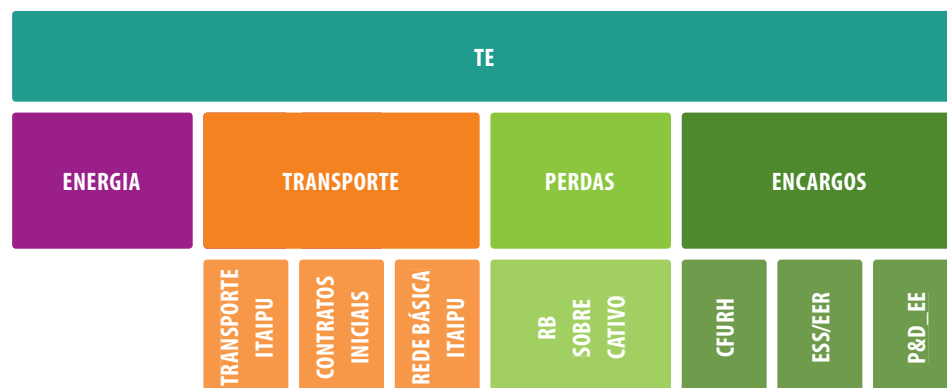 TE
ENERGIA
TRANSPORTE
PERDAS
ENCARGOS
TRANSPORTE
ITAIPU
CONTRATOS
INICIAIS
REDE BÁSICA
ITAIPU
RB
SOBRE
CATIVO
CFURH
ESS/EER
P&D_EE